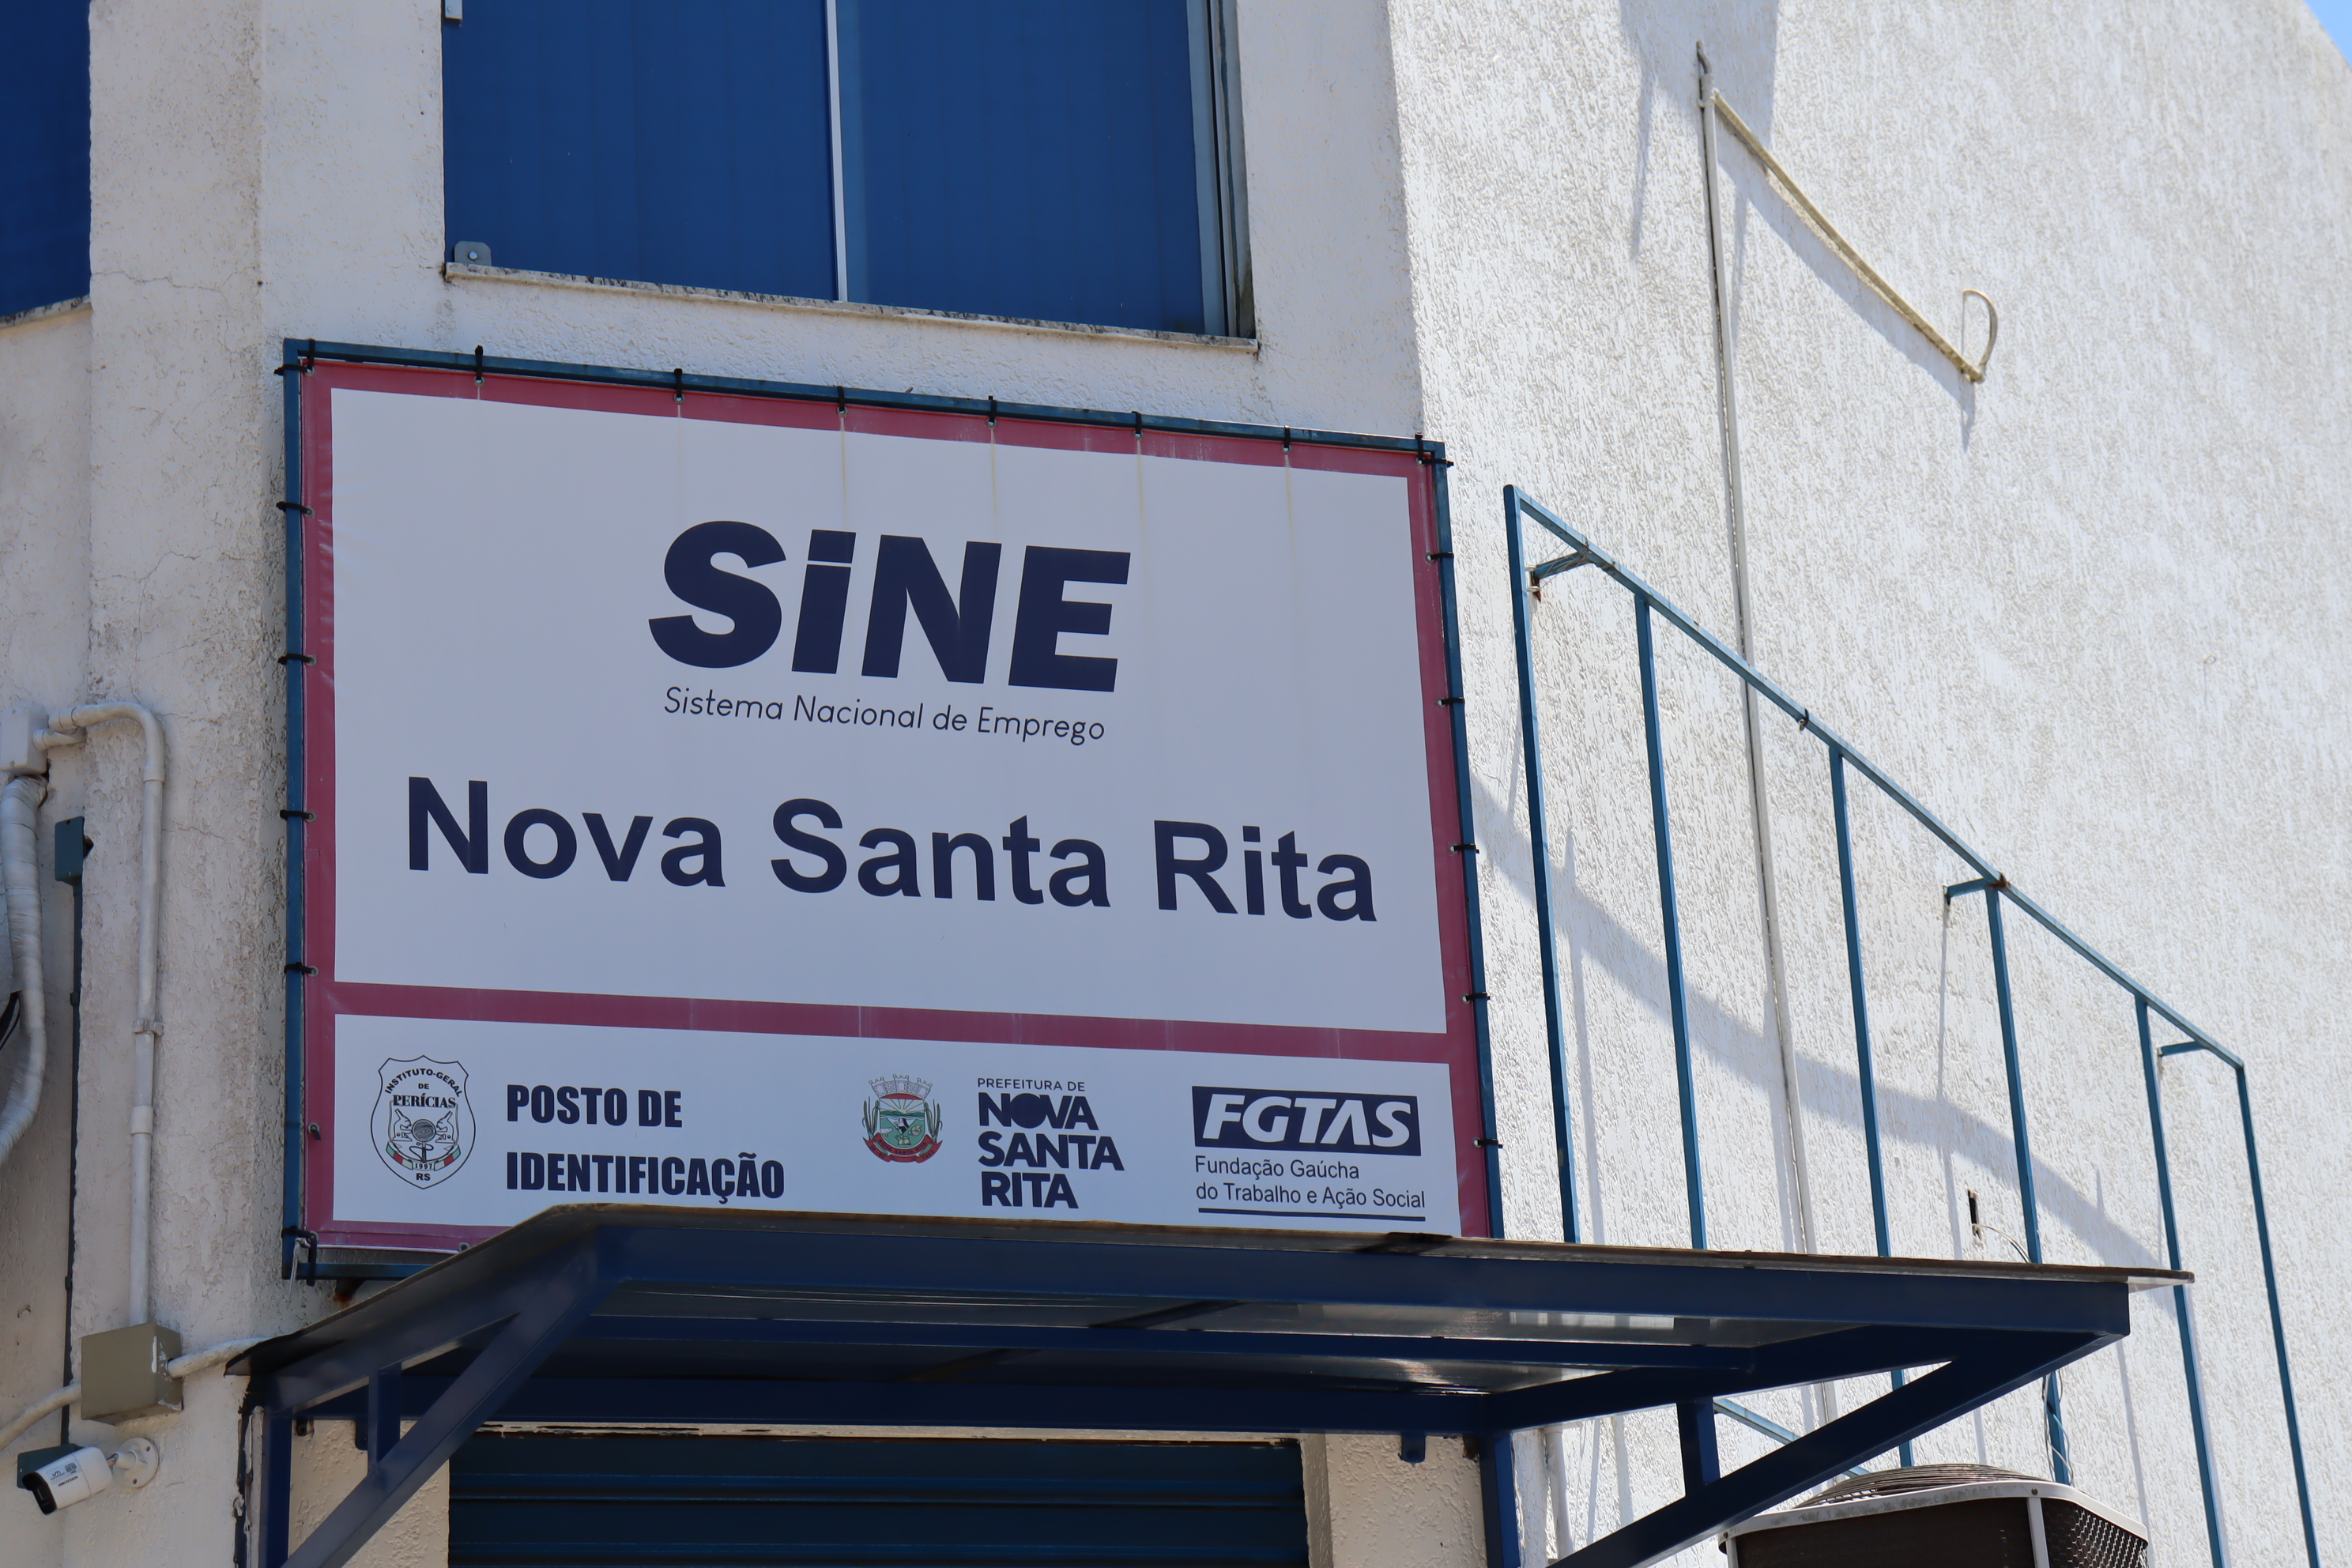 SiNE
Sistema Nacional de Emprego
Nova Santa Rita
INSTITUTO-GERAL
DE
PERÍCIAS
1997
RS
POSTO DE
IDENTIFICAÇÃO
PREFEITURA DE
NOVA
SANTA
RITA
FGTAS
Fundação Gaúcha
do Trabalho e Ação Social